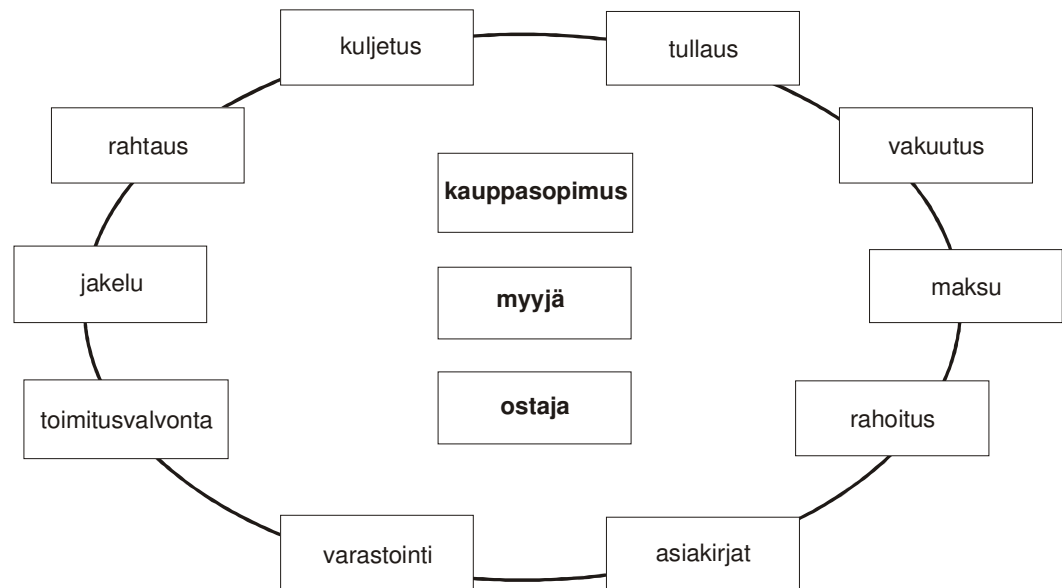 kuljetus
tullaus
rahtaus
vakuutus
kauppasopimus
jakelu
myyjä
maksu
toimitusvalvonta
ostaja
rahoitus
varastointi
asiakirjat